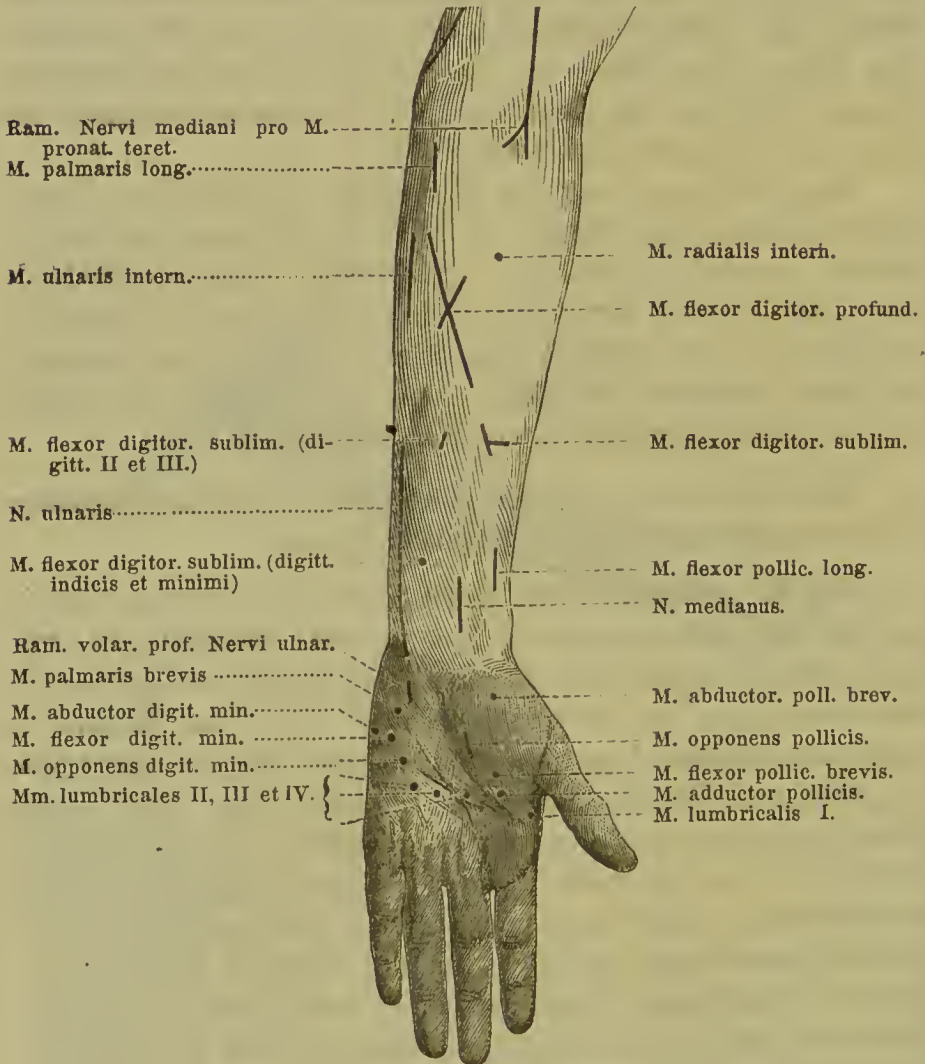 Ram. Nervi mediani pro M.
pronat. teret.
M. palmaris long.
M. ulnaris intern.
M. flexor digitor. sublim. (di-
gitt. II et III.)
N. ulnaris
M. flexor digitor. sublim. (digitt.
indicis et minimi)
Ram. volar. prof. Nervi ulnar.
M. palmaris brevis
M. abductor digit. min.
M. flexor digit. min.
M. opponens digit. min.
Mm. lumbricales II, III et IV.
M. radialis intern.
M. flexor digitor. profund.
M. flexor digitor. sublim.
M. flexor pollic. long.
N. medianus.
M. abductor. poll. brev.
M. opponens pollicis.
M. flexor pollic. brevis.
M. adductor pollicis.
M. lumbricalis I.